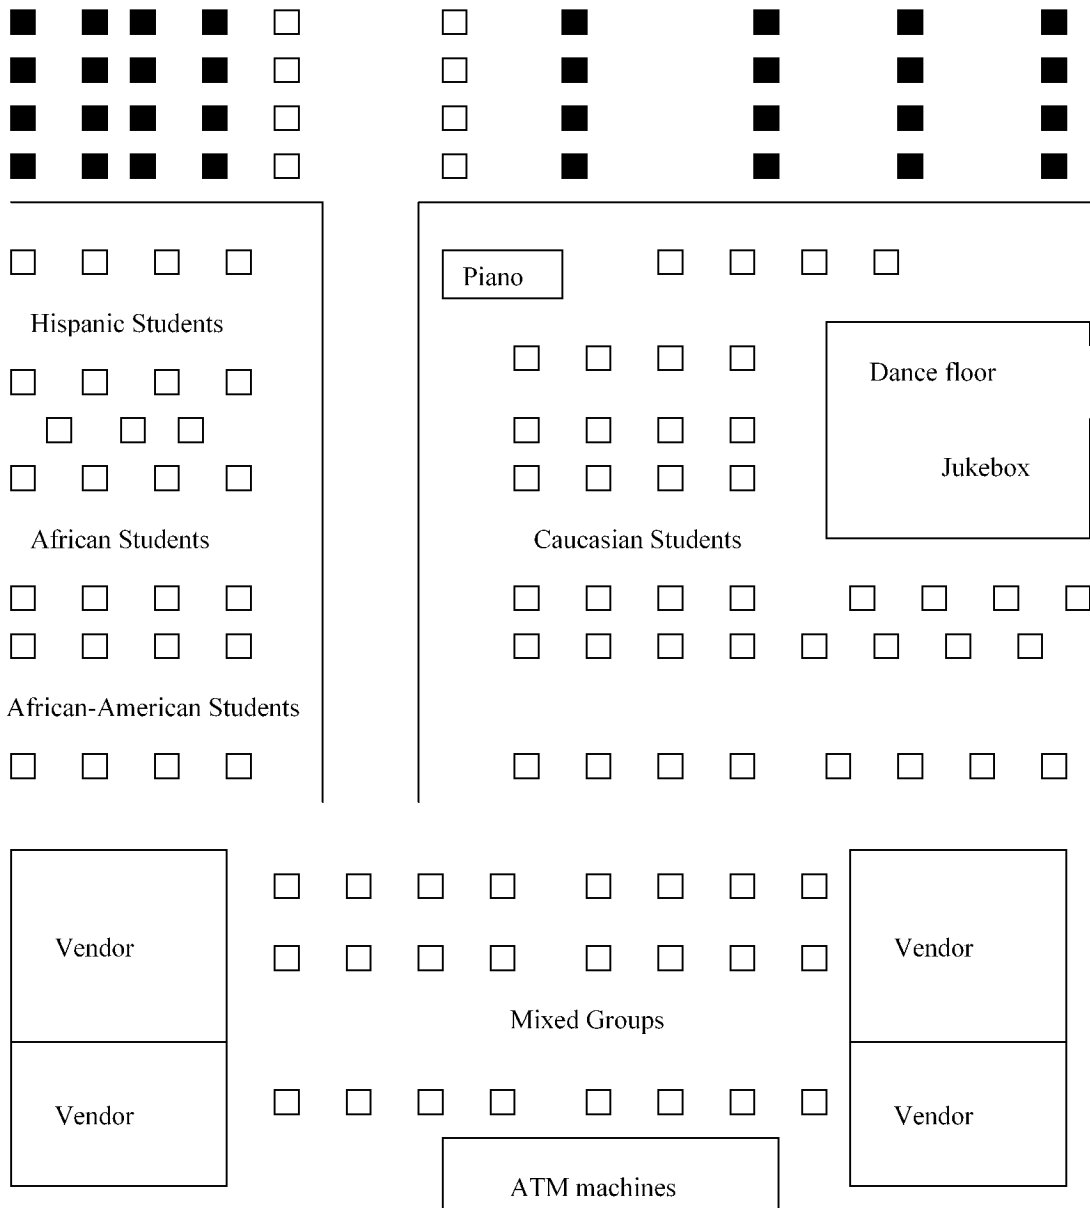 Piano
Hispanic Students
Dance floor
Jukebox
African Students
Caucasian Students
African-American Students
Vendor
Vendor
Mixed Groups
Vendor
Vendor
ATM machines